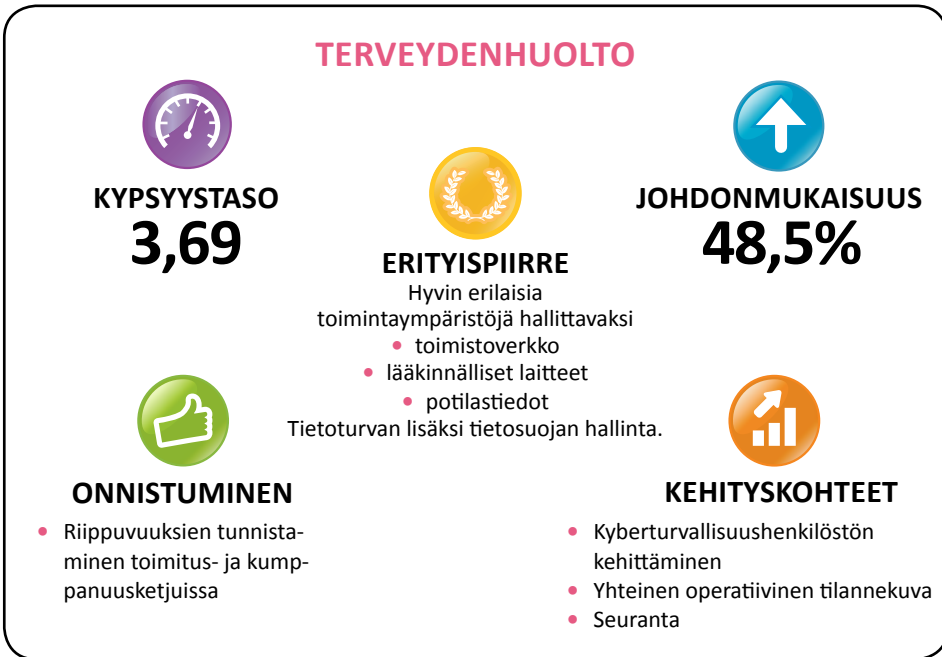 TERVEYDENHUOLTO
KYPSYYSTASO
3,69
ERITYISPIIRRE
Hyvin erilaisia
toimintaympäristöjä hallittavaksi
• toimistoverkko
• lääkinnälliset laitteet
• potilastiedot
Tietoturvan lisäksi tietosuojan hallinta.
JOHDONMUKAISUUS
48,5%
ONNISTUMINEN
• Riippuvuuksien tunnista-
minen toimitus- ja kump-
panuusketjuissa
KEHITYSKOHTEET
• Kyberturvallisuushenkilöstön
kehittäminen
• Yhteinen operatiivinen tilannekuva
• Seuranta